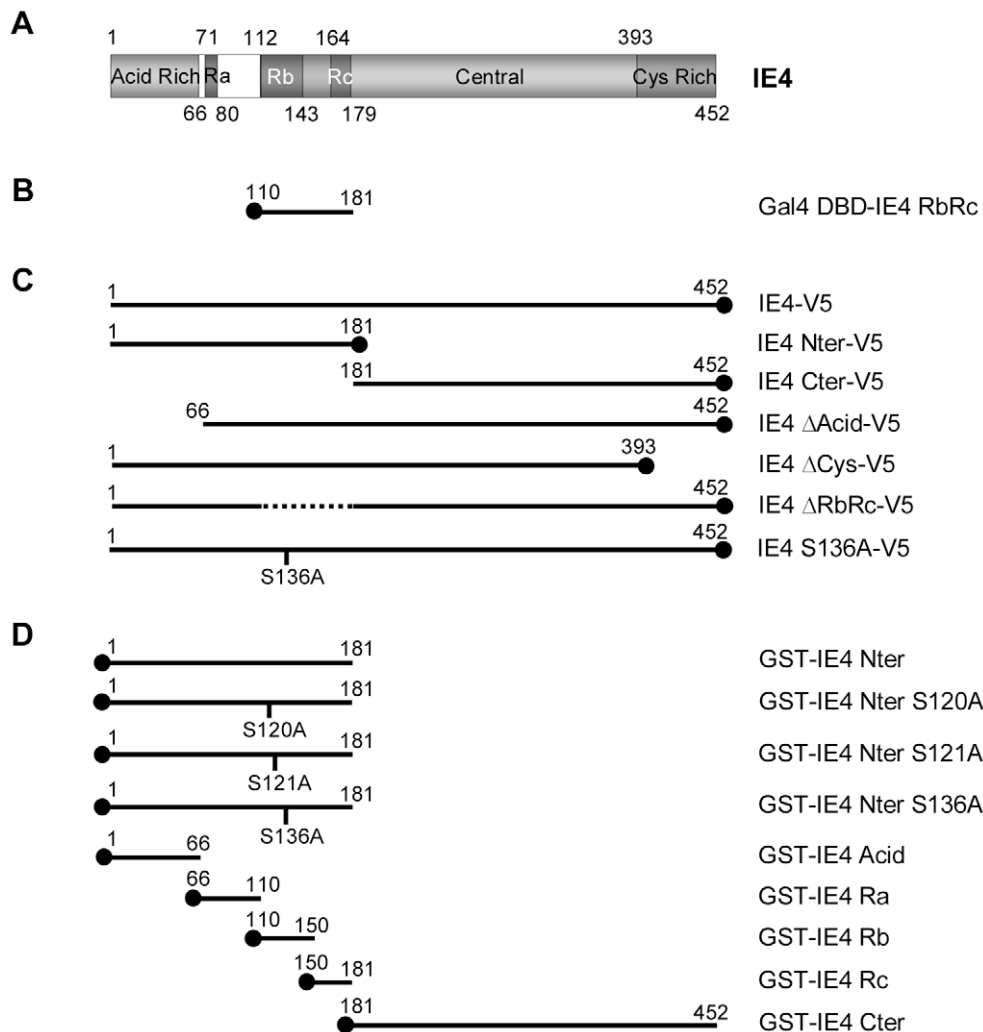 A
1 71 112 164 393
Acid Rich Ra Rb Rc Central Cys Rich IE4
66 80 143 179 452
B
110 181 Gal4 DBD-IE4 RbRc
C
1 452 IE4-V5
1 181 IE4 Nter-V5
181 452 IE4 Cter-V5
66 452 IE4 ΔAcid-V5
1 393 IE4 ΔCys-V5
1 452 IE4 ΔRbRc-V5
1 452 IE4 S136A-V5
S136A
D
1 181 GST-IE4 Nter
1 181 GST-IE4 Nter S120A
S120A
1 181 GST-IE4 Nter S121A
S121A
1 181 GST-IE4 Nter S136A
S136A
1 66 GST-IE4 Acid
66 110 GST-IE4 Ra
110 150 GST-IE4 Rb
150 181 GST-IE4 Rc
181 452 GST-IE4 Cter